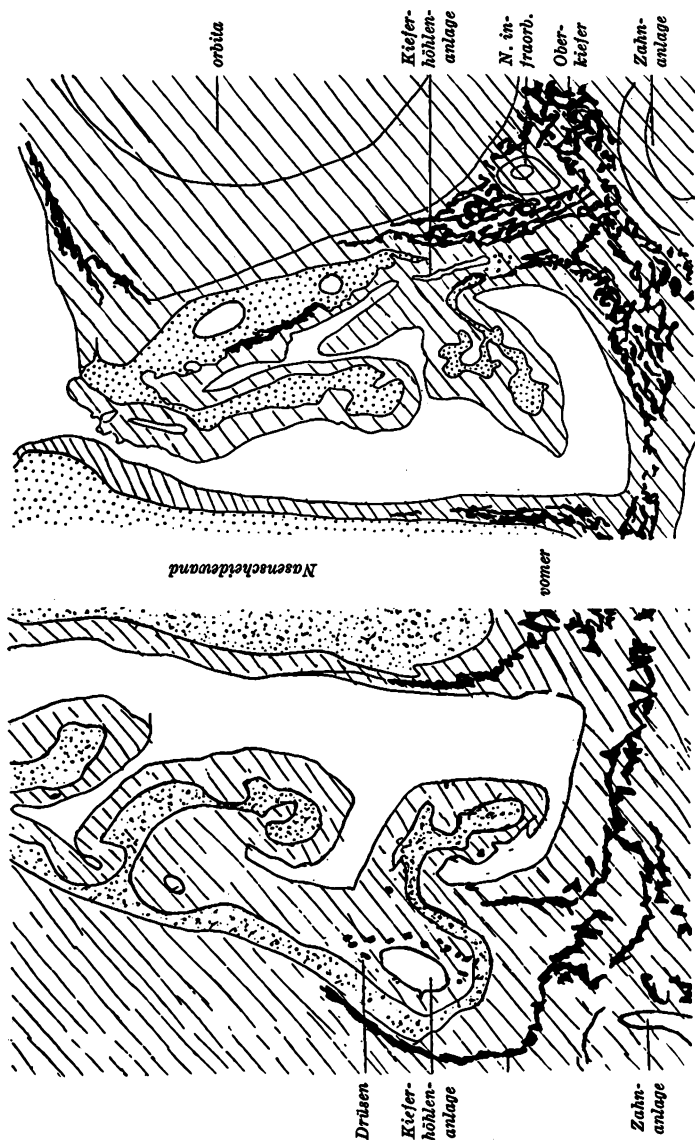 orbita
Kiefer-
höhlen-
anlage
N. in-
fraorb.
Ober-
kiefer
Zahn-
anlage
Nasenscheidewand
vomer
Drüsen
Kiefer-
höhlen-
anlage
Zahn-
anlage